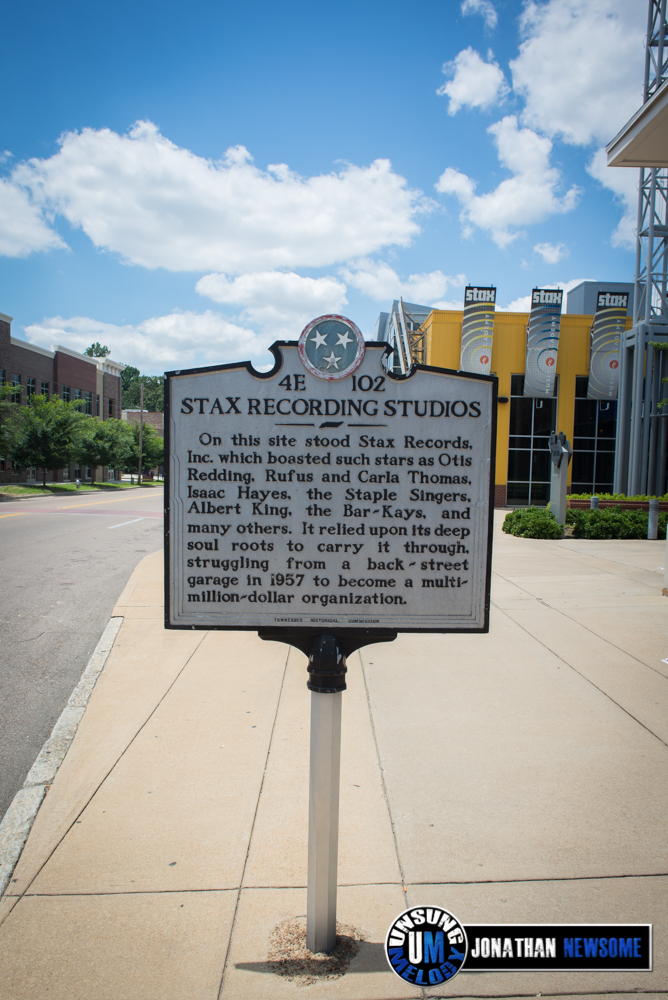 stax
stax
stax
4E 102
STAX RECORDING STUDIOS
On this site stood Stax Records,
Inc. which boasted such stars as Otis
Redding, Rufus and Carla Thomas,
Isaac Hayes, the Staple Singers,
Albert King, the Bar-Kays, and
many others. It relied upon its deep
soul roots to carry it through,
struggling from a back-street
garage in 1957 to become a multi-
million-dollar organization.
TENNESSEE HISTORICAL COMMISSION
UNSUNG
UM
MELODY
JONATHAN NEWSOME